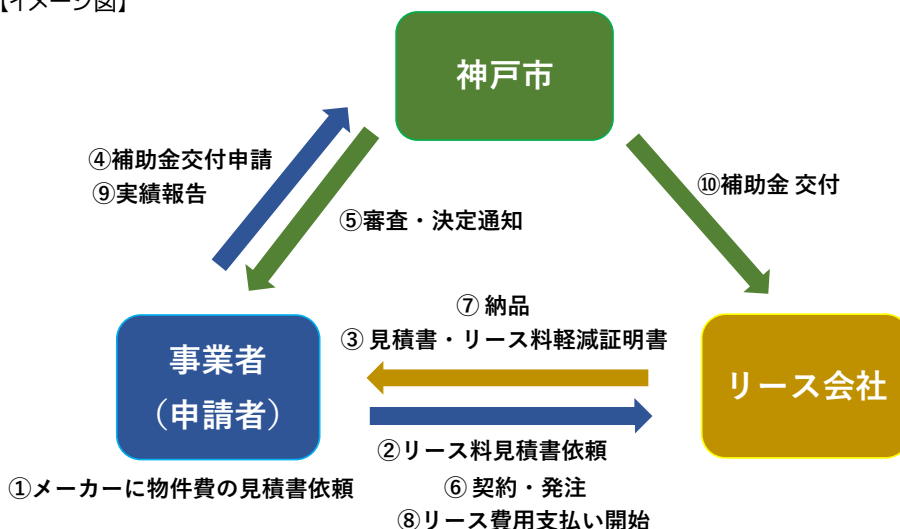 【イメージ図】
神戸市
④補助金交付申請
⑨実績報告
⑩補助金 交付
⑤審査・決定通知
⑦ 納品
③ 見積書・リース料軽減証明書
事業者
（申請者）
リース会社
②リース料見積書依頼
①メーカーに物件費の見積書依頼
⑥ 契約・発注
⑧リース費用支払い開始